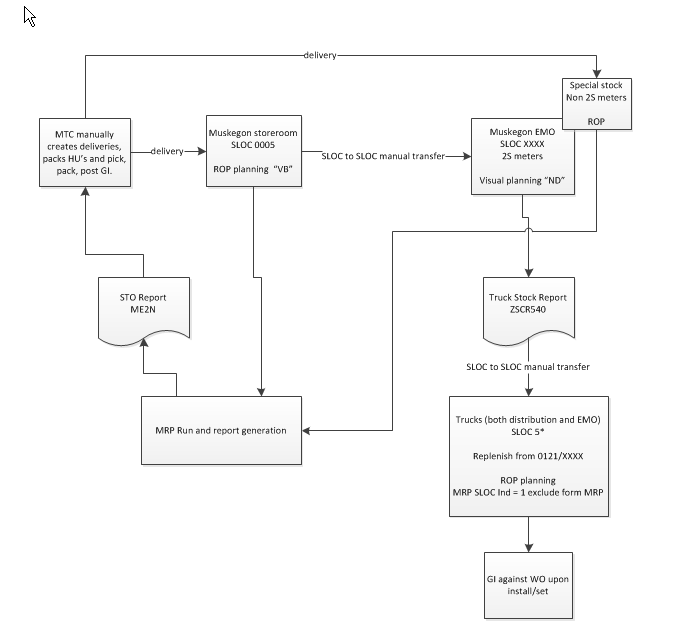 delivery
Special stock
Non 2S meters
ROP
MTC manually
creates deliveries,
packs HU's and pick,
pack, post GI.
delivery
Muskegon storeroom
SLOC 0005
ROP planning "VB"
SLOC to SLOC manual transfer
Muskegon EMO
SLOC XXXX
2S meters
Visual planning "ND"
STO Report
ME2N
Truck Stock Report
ZSCR540
SLOC to SLOC manual transfer
MRP Run and report generation
Trucks (both distribution and EMO)
SLOC 5*
Replenish from 0121/XXXX
ROP planning
MRP SLOC Ind = 1 exclude form MRP
GI against WO upon
install/set